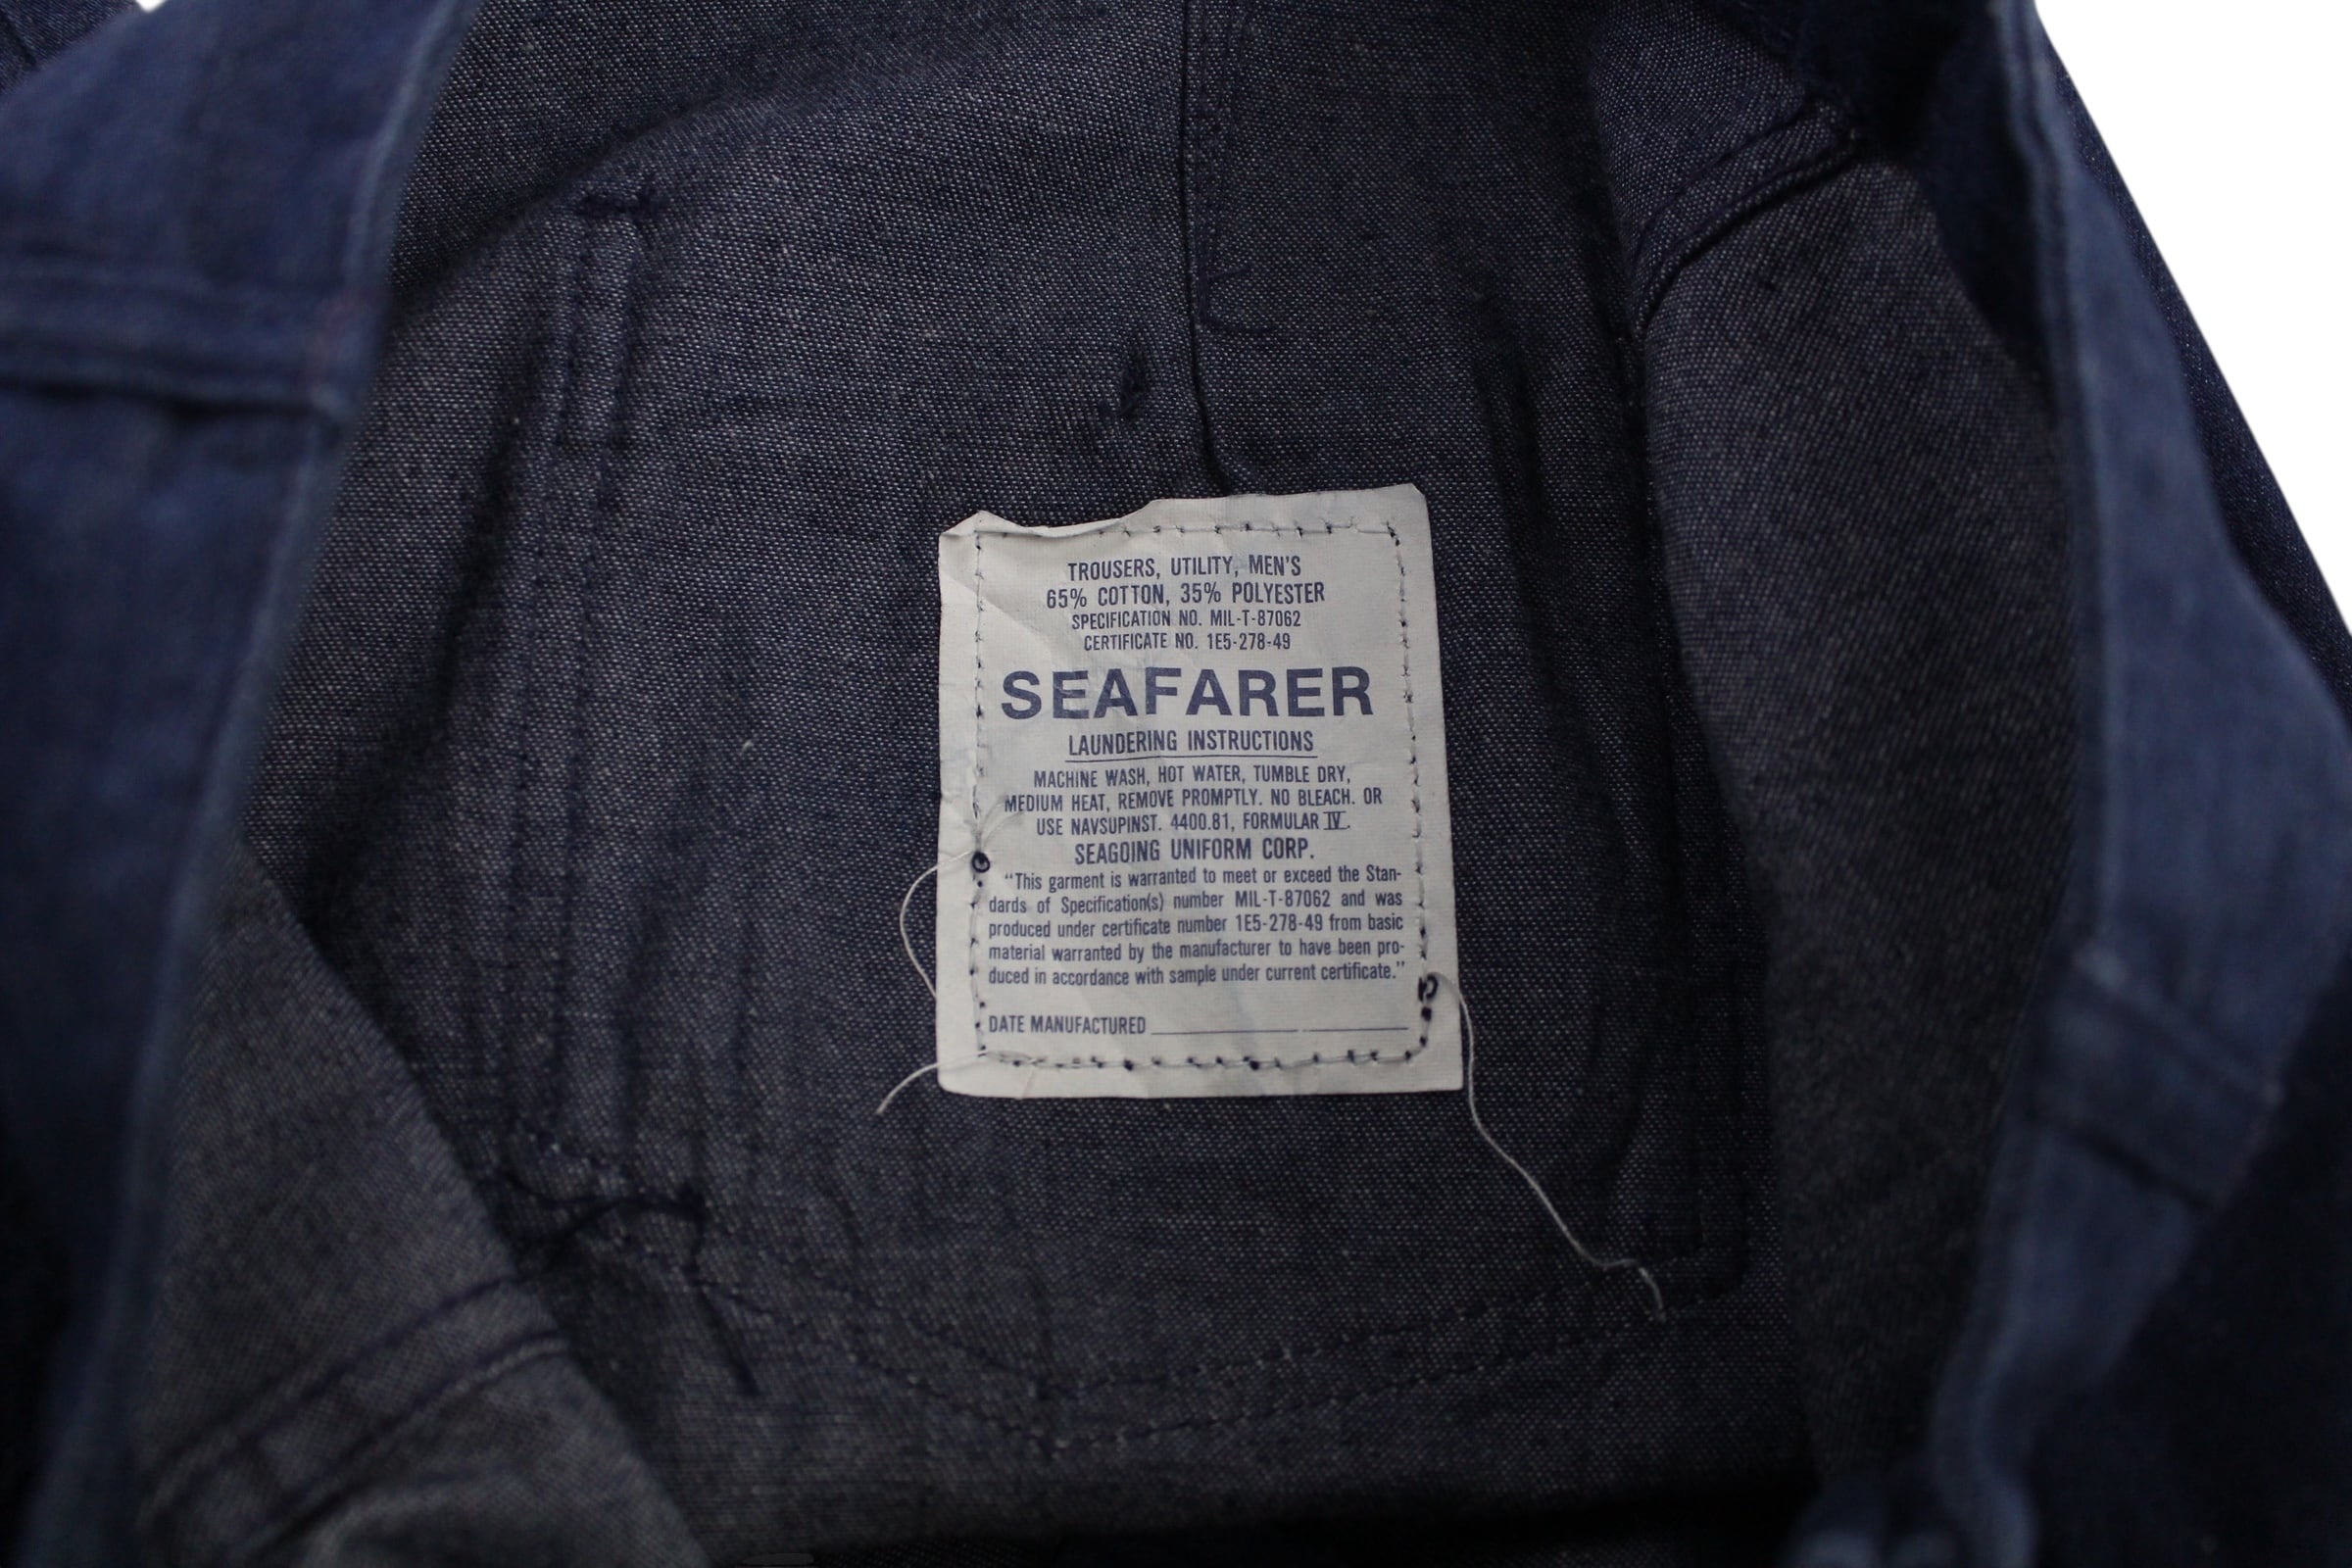 TROUSERS, UTILITY, MEN'S
65% COTTON, 35% POLYESTER
SPECIFICATION NO. MIL-T-87062
CERTIFICATE NO. 1E5-278-49
SEAFARER
LAUNDERING INSTRUCTIONS
MACHINE WASH, HOT WATER, TUMBLE DRY,
MEDIUM HEAT, REMOVE PROMPTLY. NO BLEACH. OR
USE NAVSUPINST. 4400.81, FORMULAR IV.
SEAGOING UNIFORM CORP.
"This garment is warranted to meet or exceed the Stan-
dards of Specification(s) number MIL-T-87062 and was
produced under certificate number 1E5-278-49 from basic
material warranted by the manufacturer to have been pro-
duced in accordance with sample under current certificate."
DATE MANUFACTURED